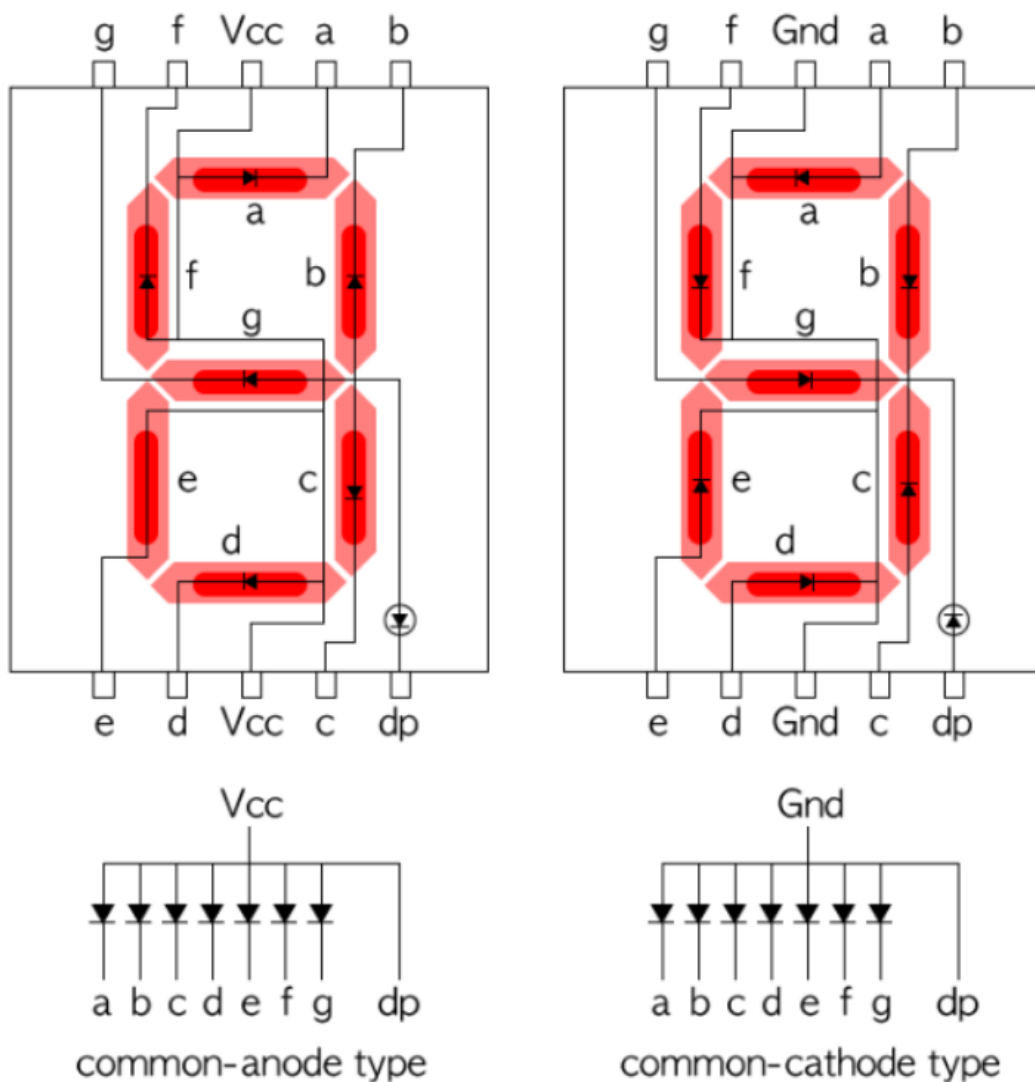 g f Vcc a b
g f Gnd a b
a
f b
g
e c
d
a
f b
g
e c
d
e d Vcc c dp
e d Gnd c dp
Vcc
a b c d e f g dp
common-anode type
Gnd
a b c d e f g dp
common-cathode type